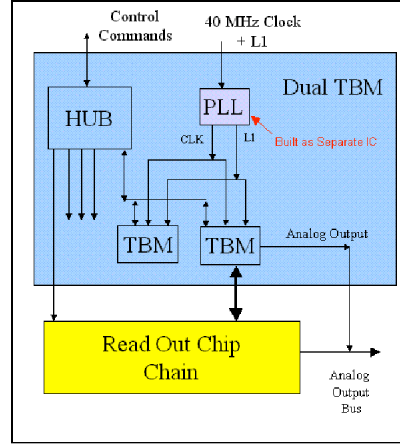 Control
Commands
40 MHz Clock
+ L1
Dual TBM
HUB
PLL
Built as Separate IC
CLK
L1
TBM
TBM
Analog Output
Read Out Chip
Chain
Analog
Output
Bus